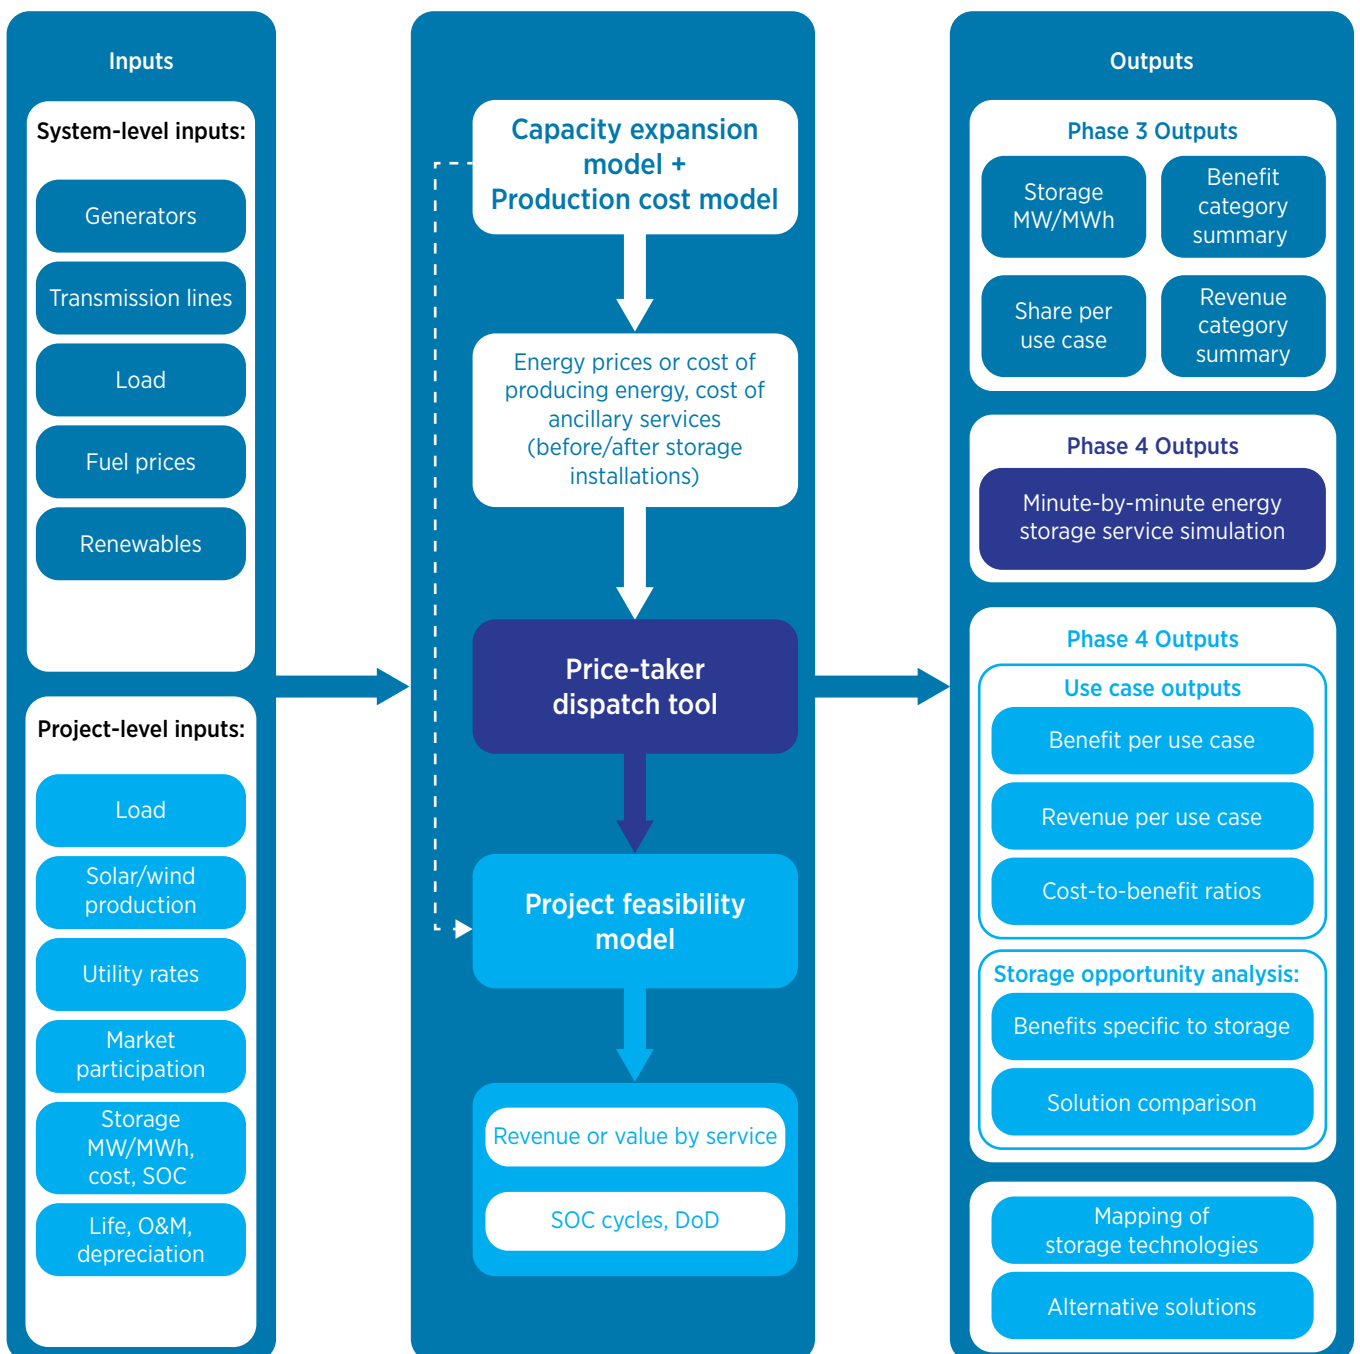 Inputs
System-level inputs:
Generators
Transmission lines
Load
Fuel prices
Renewables
Project-level inputs:
Load
Solar/wind
production
Utility rates
Market
participation
Storage
MW/MWh,
cost, SOC
Life, O&M,
depreciation
Capacity expansion
model +
Production cost model
Energy prices or cost of
producing energy, cost of
ancillary services
(before/after storage
installations)
Price-taker
dispatch tool
Project feasibility
model
Revenue or value by service
SOC cycles, DoD
Outputs
Phase 3 Outputs
Storage
MW/MWh
Benefit
category
summary
Share per
use case
Revenue
category
summary
Phase 4 Outputs
Minute-by-minute energy
storage service simulation
Phase 4 Outputs
Use case outputs
Benefit per use case
Revenue per use case
Cost-to-benefit ratios
Storage opportunity analysis:
Benefits specific to storage
Solution comparison
Mapping of
storage technologies
Alternative solutions